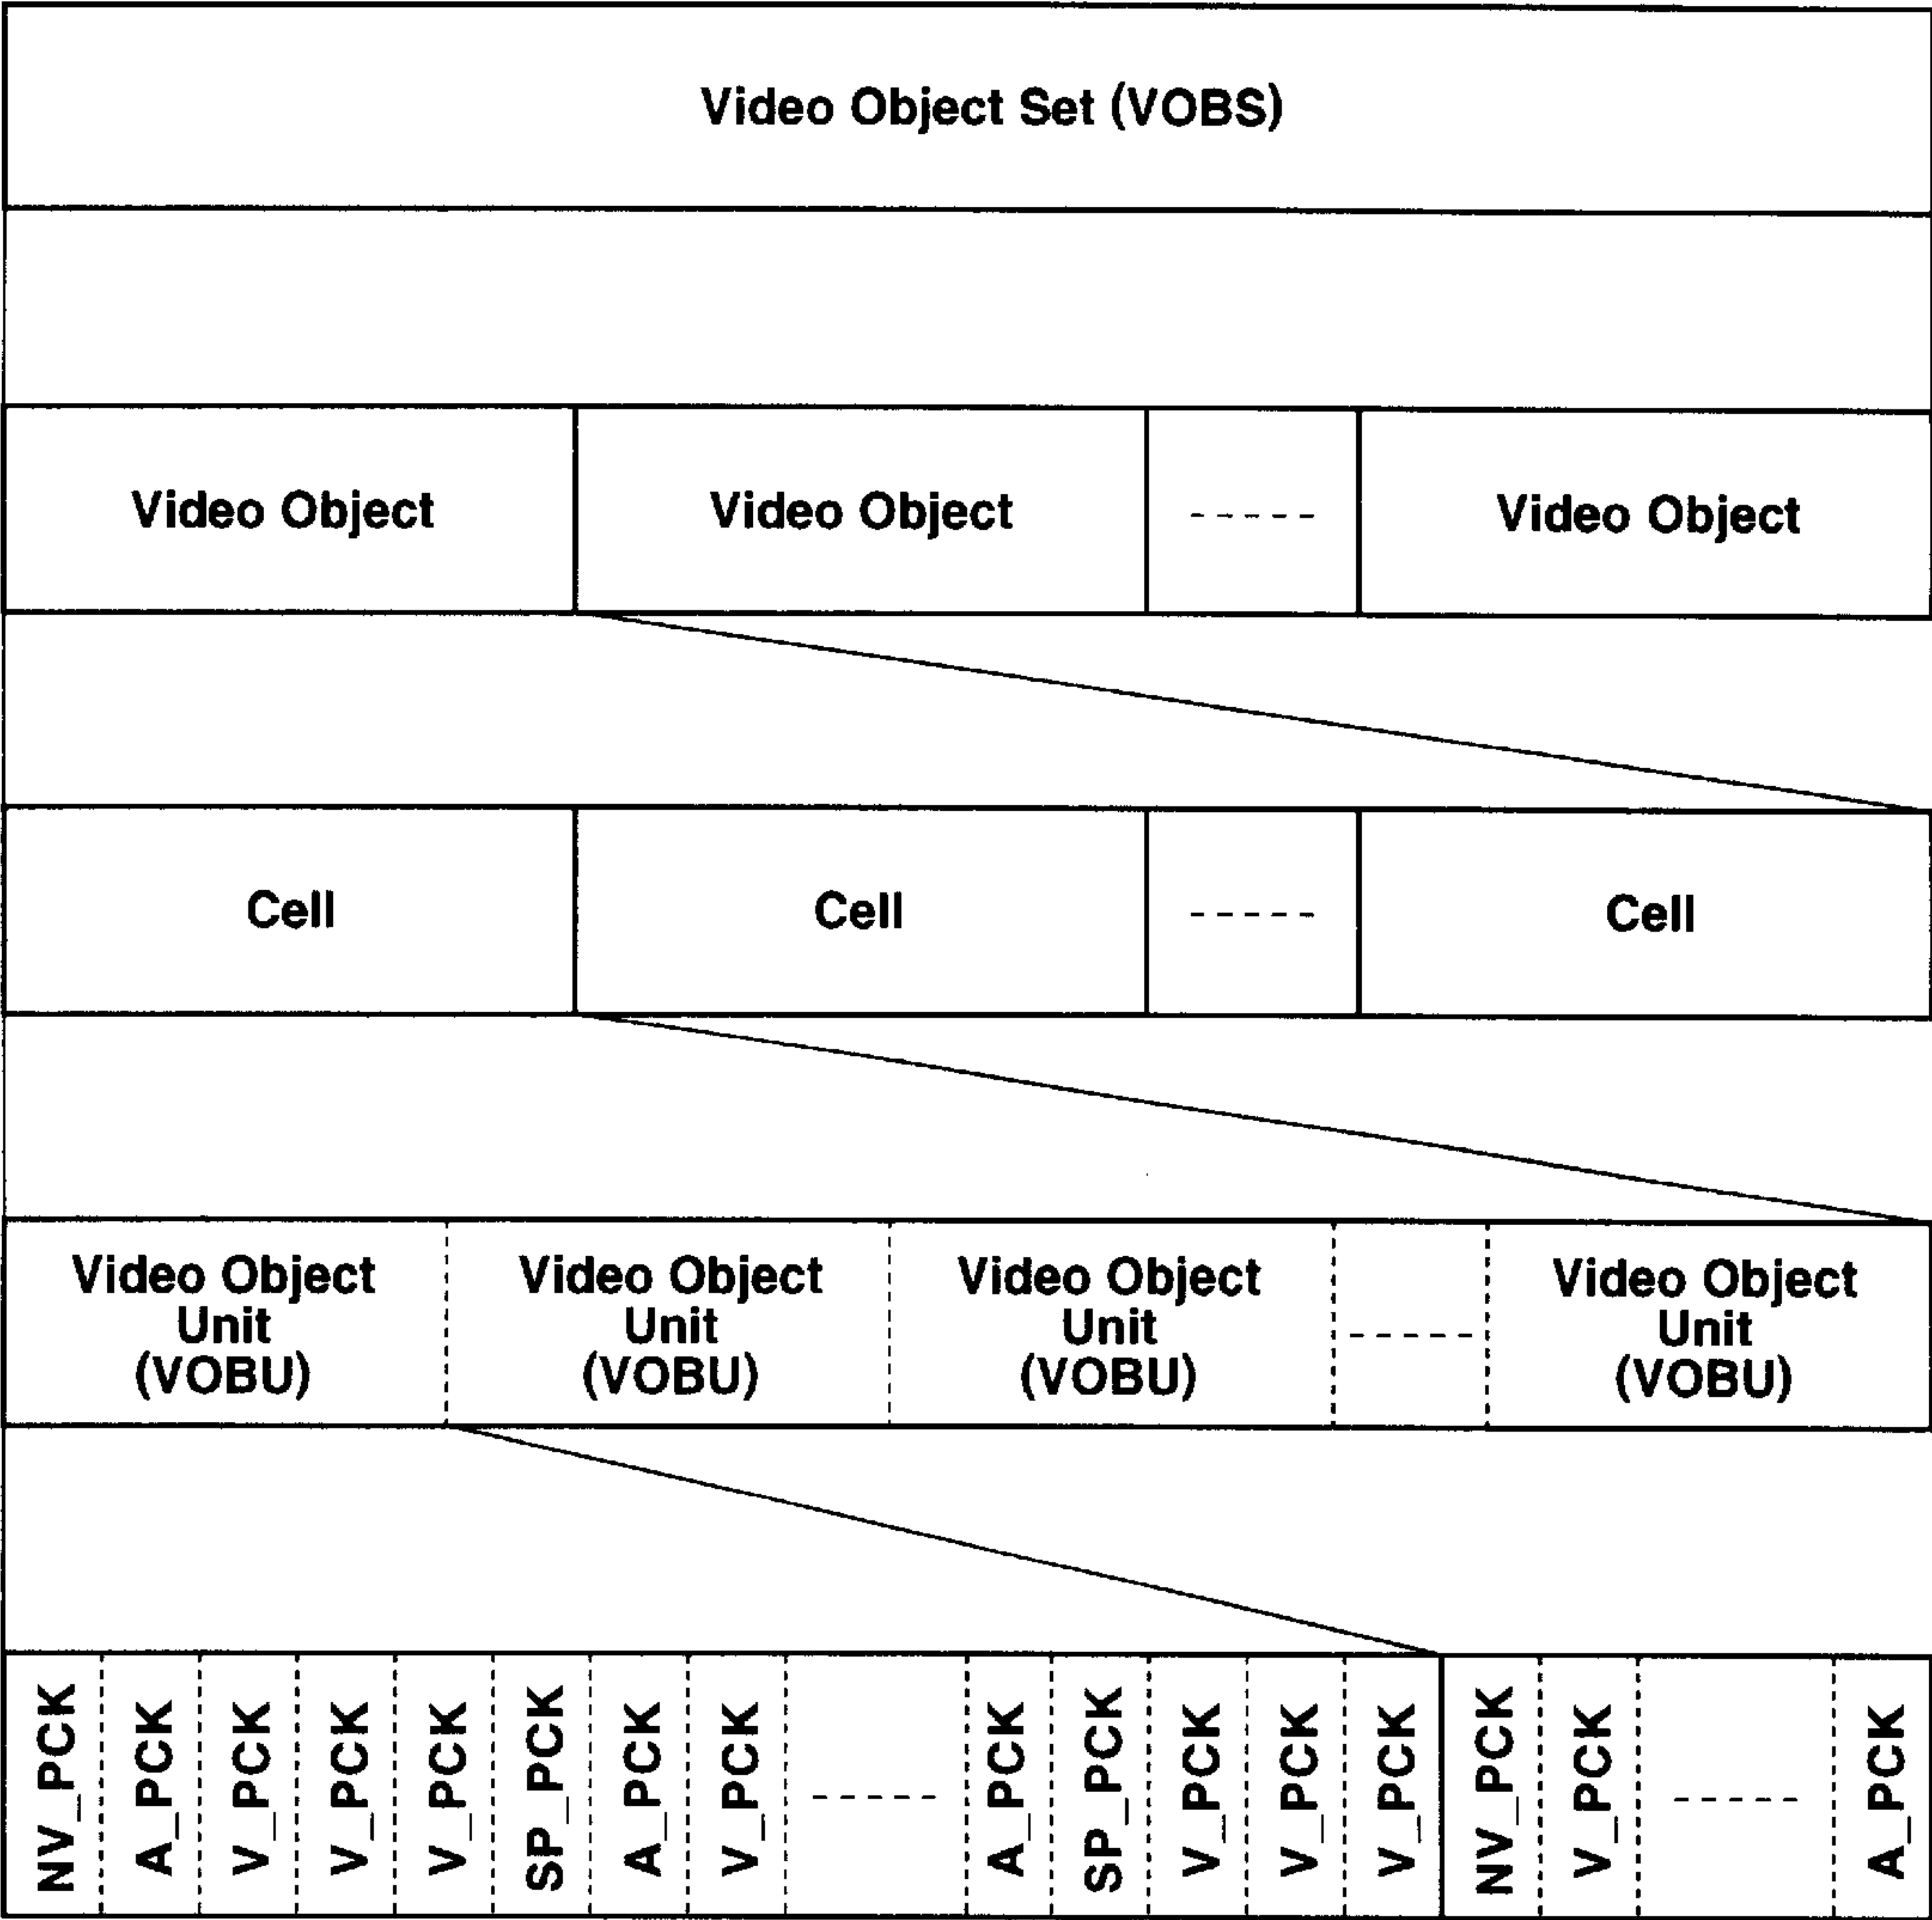 Video Object Set (VOBS)
Video Object
Video Object
Video Object
Cell
Cell
Cell
Video Object
Unit
(VOBU)
Video Object
Unit
(VOBU)
Video Object
Unit
(VOBU)
Video Object
Unit
(VOBU)
NV_PCK
A_PCK
V_PCK
V_PCK
V_PCK
SP_PCK
A_PCK
V_PCK
A_PCK
SP_PCK
V_PCK
V_PCK
V_PCK
NV_PCK
V_PCK
A_PCK